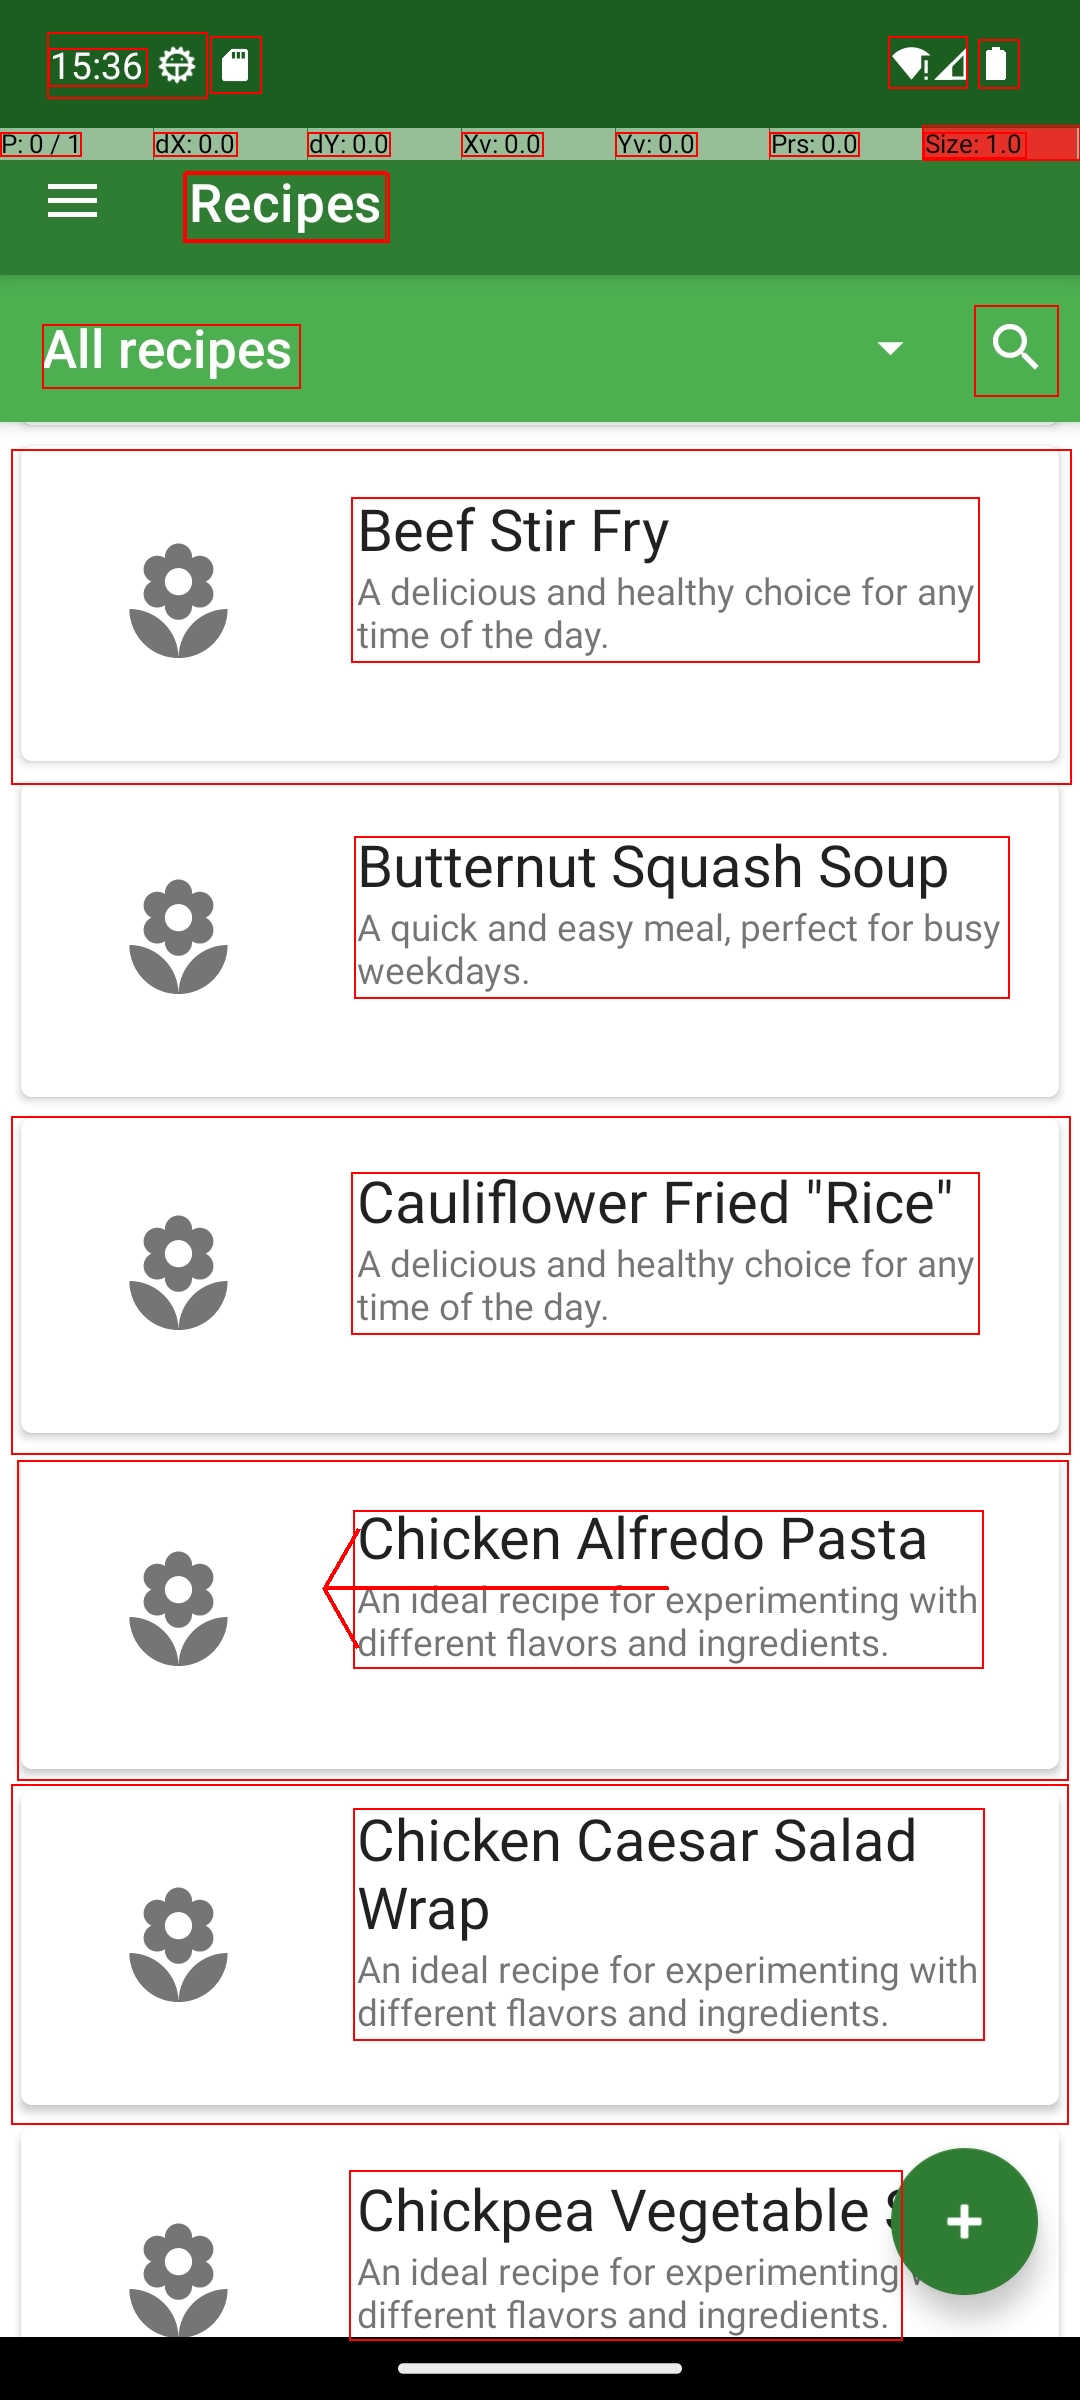 15:36
P: 0 / 1 dX: 0.0 dY: 0.0 Xv: 0.0 Yv: 0.0 Prs: 0.0 Size: 1.0
Recipes
All recipes
Beef Stir Fry
A delicious and healthy choice for any
time of the day.
Butternut Squash Soup
A quick and easy meal, perfect for busy
weekdays.
Cauliflower Fried "Rice"
A delicious and healthy choice for any
time of the day.
Chicken Alfredo Pasta
An ideal recipe for experimenting with
different flavors and ingredients.
Chicken Caesar Salad
Wrap
An ideal recipe for experimenting with
different flavors and ingredients.
Chickpea Vegetable
An ideal recipe for experimenting
different flavors and ingredients.